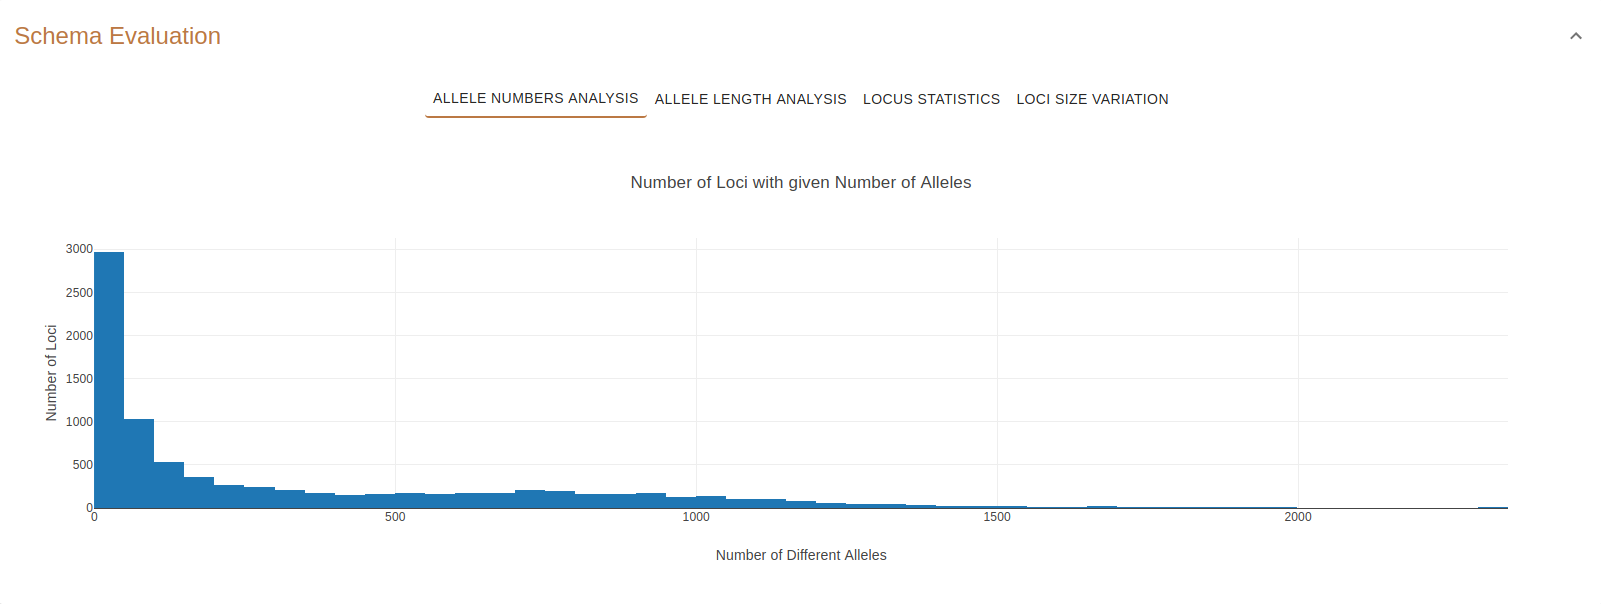 Schema Evaluation
ALLELE NUMBERS ANALYSIS ALLELE LENGTH ANALYSIS LOCUS STATISTICS LOCI SIZE VARIATION
Number of Loci with given Number of Alleles
Number of Loci
3000
2500
2000
1500
1000
500
0
0 500 1000 1500 2000
Number of Different Alleles